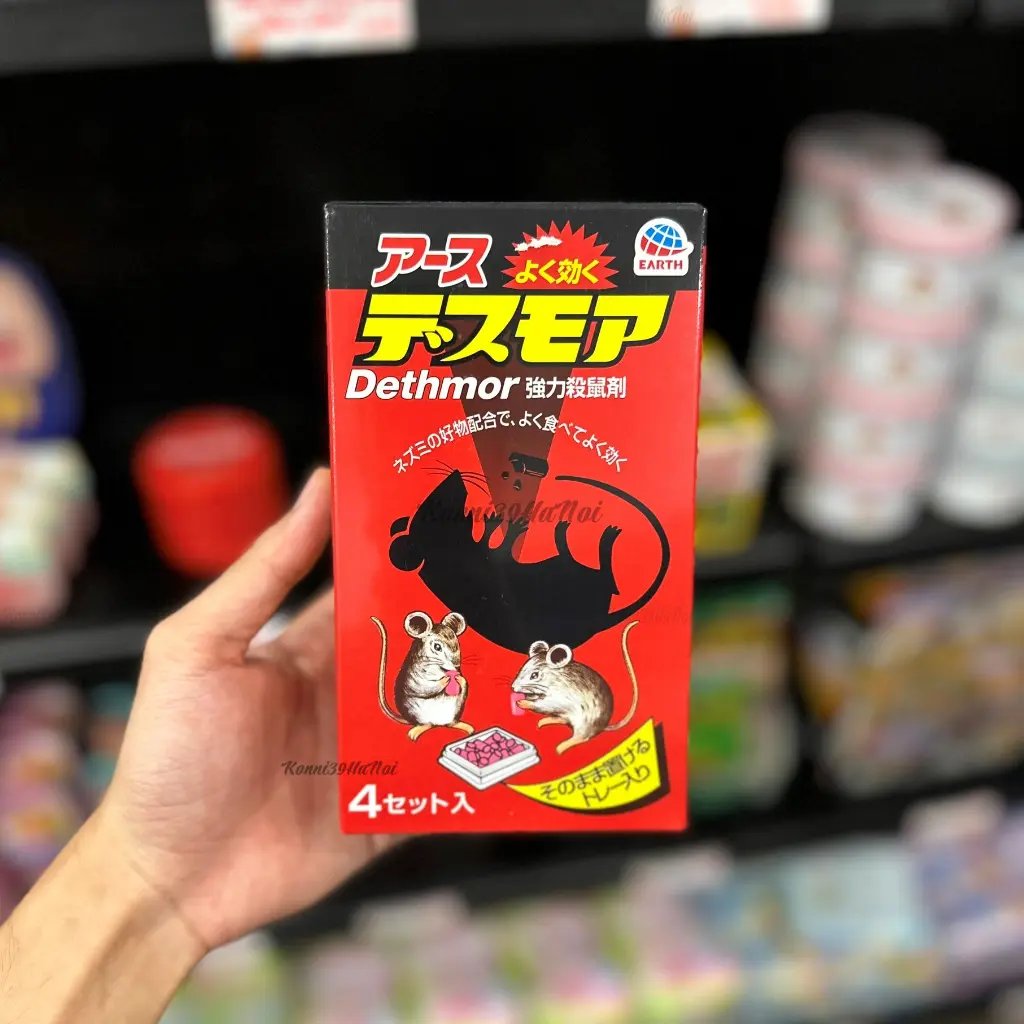 アース
よく効く
EARTH
デスモア
Dethmor 強力殺鼠剤
ネズミの好物配合で、よく食べてよく効く
Konni39HaNoi
Konni39HaNoi
そのまま置ける
トレー入り
4セット入